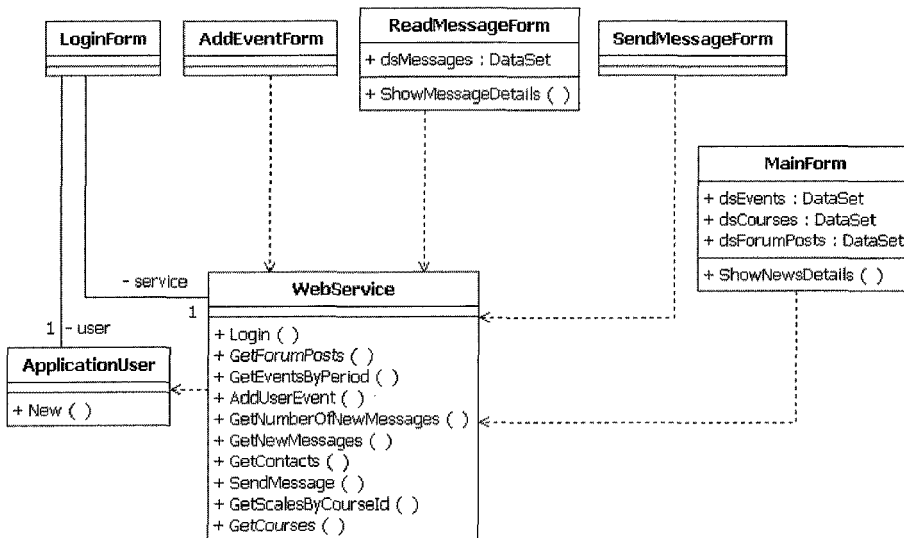 LoginForm
AddEventForm
ReadMessageForm
+ dsMessages : DataSet
+ ShowMessageDetails ( )
SendMessageForm
MainForm
+ dsEvents : DataSet
+ dsCourses : DataSet
+ dsForumPosts : DataSet
+ ShowNewsDetails ( )
- service
1
1 - user
ApplicationUser
+ New ( )
WebService
+ Login ( )
+ GetForumPosts ( )
+ GetEventsByPeriod ( )
+ AddUserEvent ( )
+ GetNumberOfNewMessages ( )
+ GetNewMessages ( )
+ GetContacts ( )
+ SendMessage ( )
+ GetScalesByCourseId ( )
+ GetCourses ( )